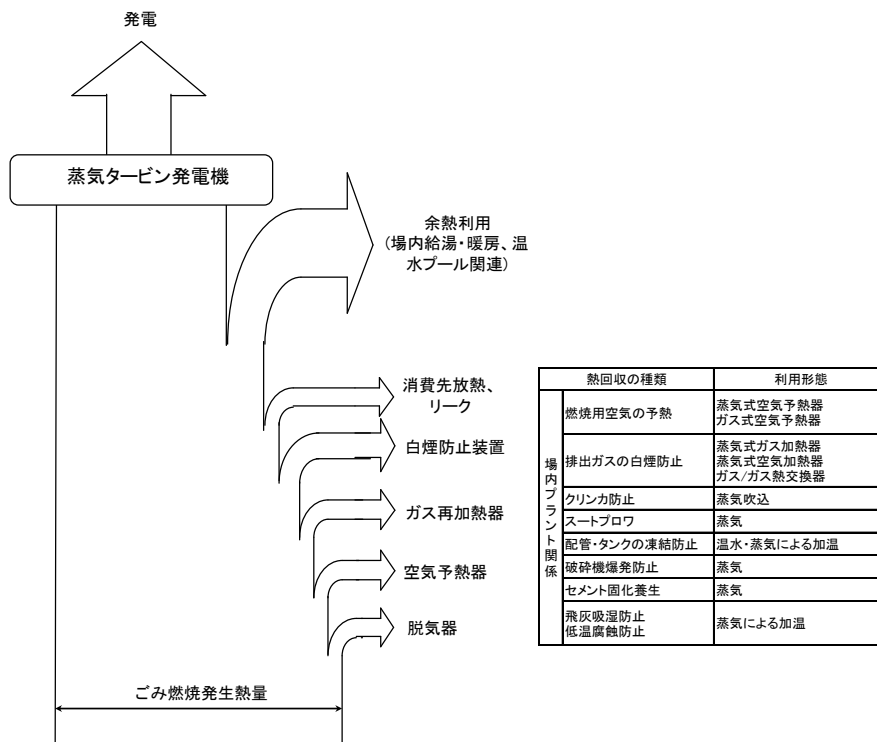 発電
蒸気タービン発電機
余熱利用
(場内給湯・暖房、温
水プール関連)
消費先放熱、
リーク
白煙防止装置
ガス再加熱器
空気予熱器
脱気器
ごみ燃焼発生熱量
熱回収の種類 利用形態
場内プラント関係
燃焼用空気の予熱 蒸気式空気予熱器
ガス式空気予熱器
排出ガスの白煙防止 蒸気式ガス加熱器
蒸気式空気加熱器
ガス/ガス熱交換器
クリンカ防止 蒸気吹込
スートブロワ 蒸気
配管・タンクの凍結防止 温水・蒸気による加温
破砕機爆発防止 蒸気
セメント固化養生 蒸気
飛灰吸湿防止
低温腐蝕防止 蒸気による加温